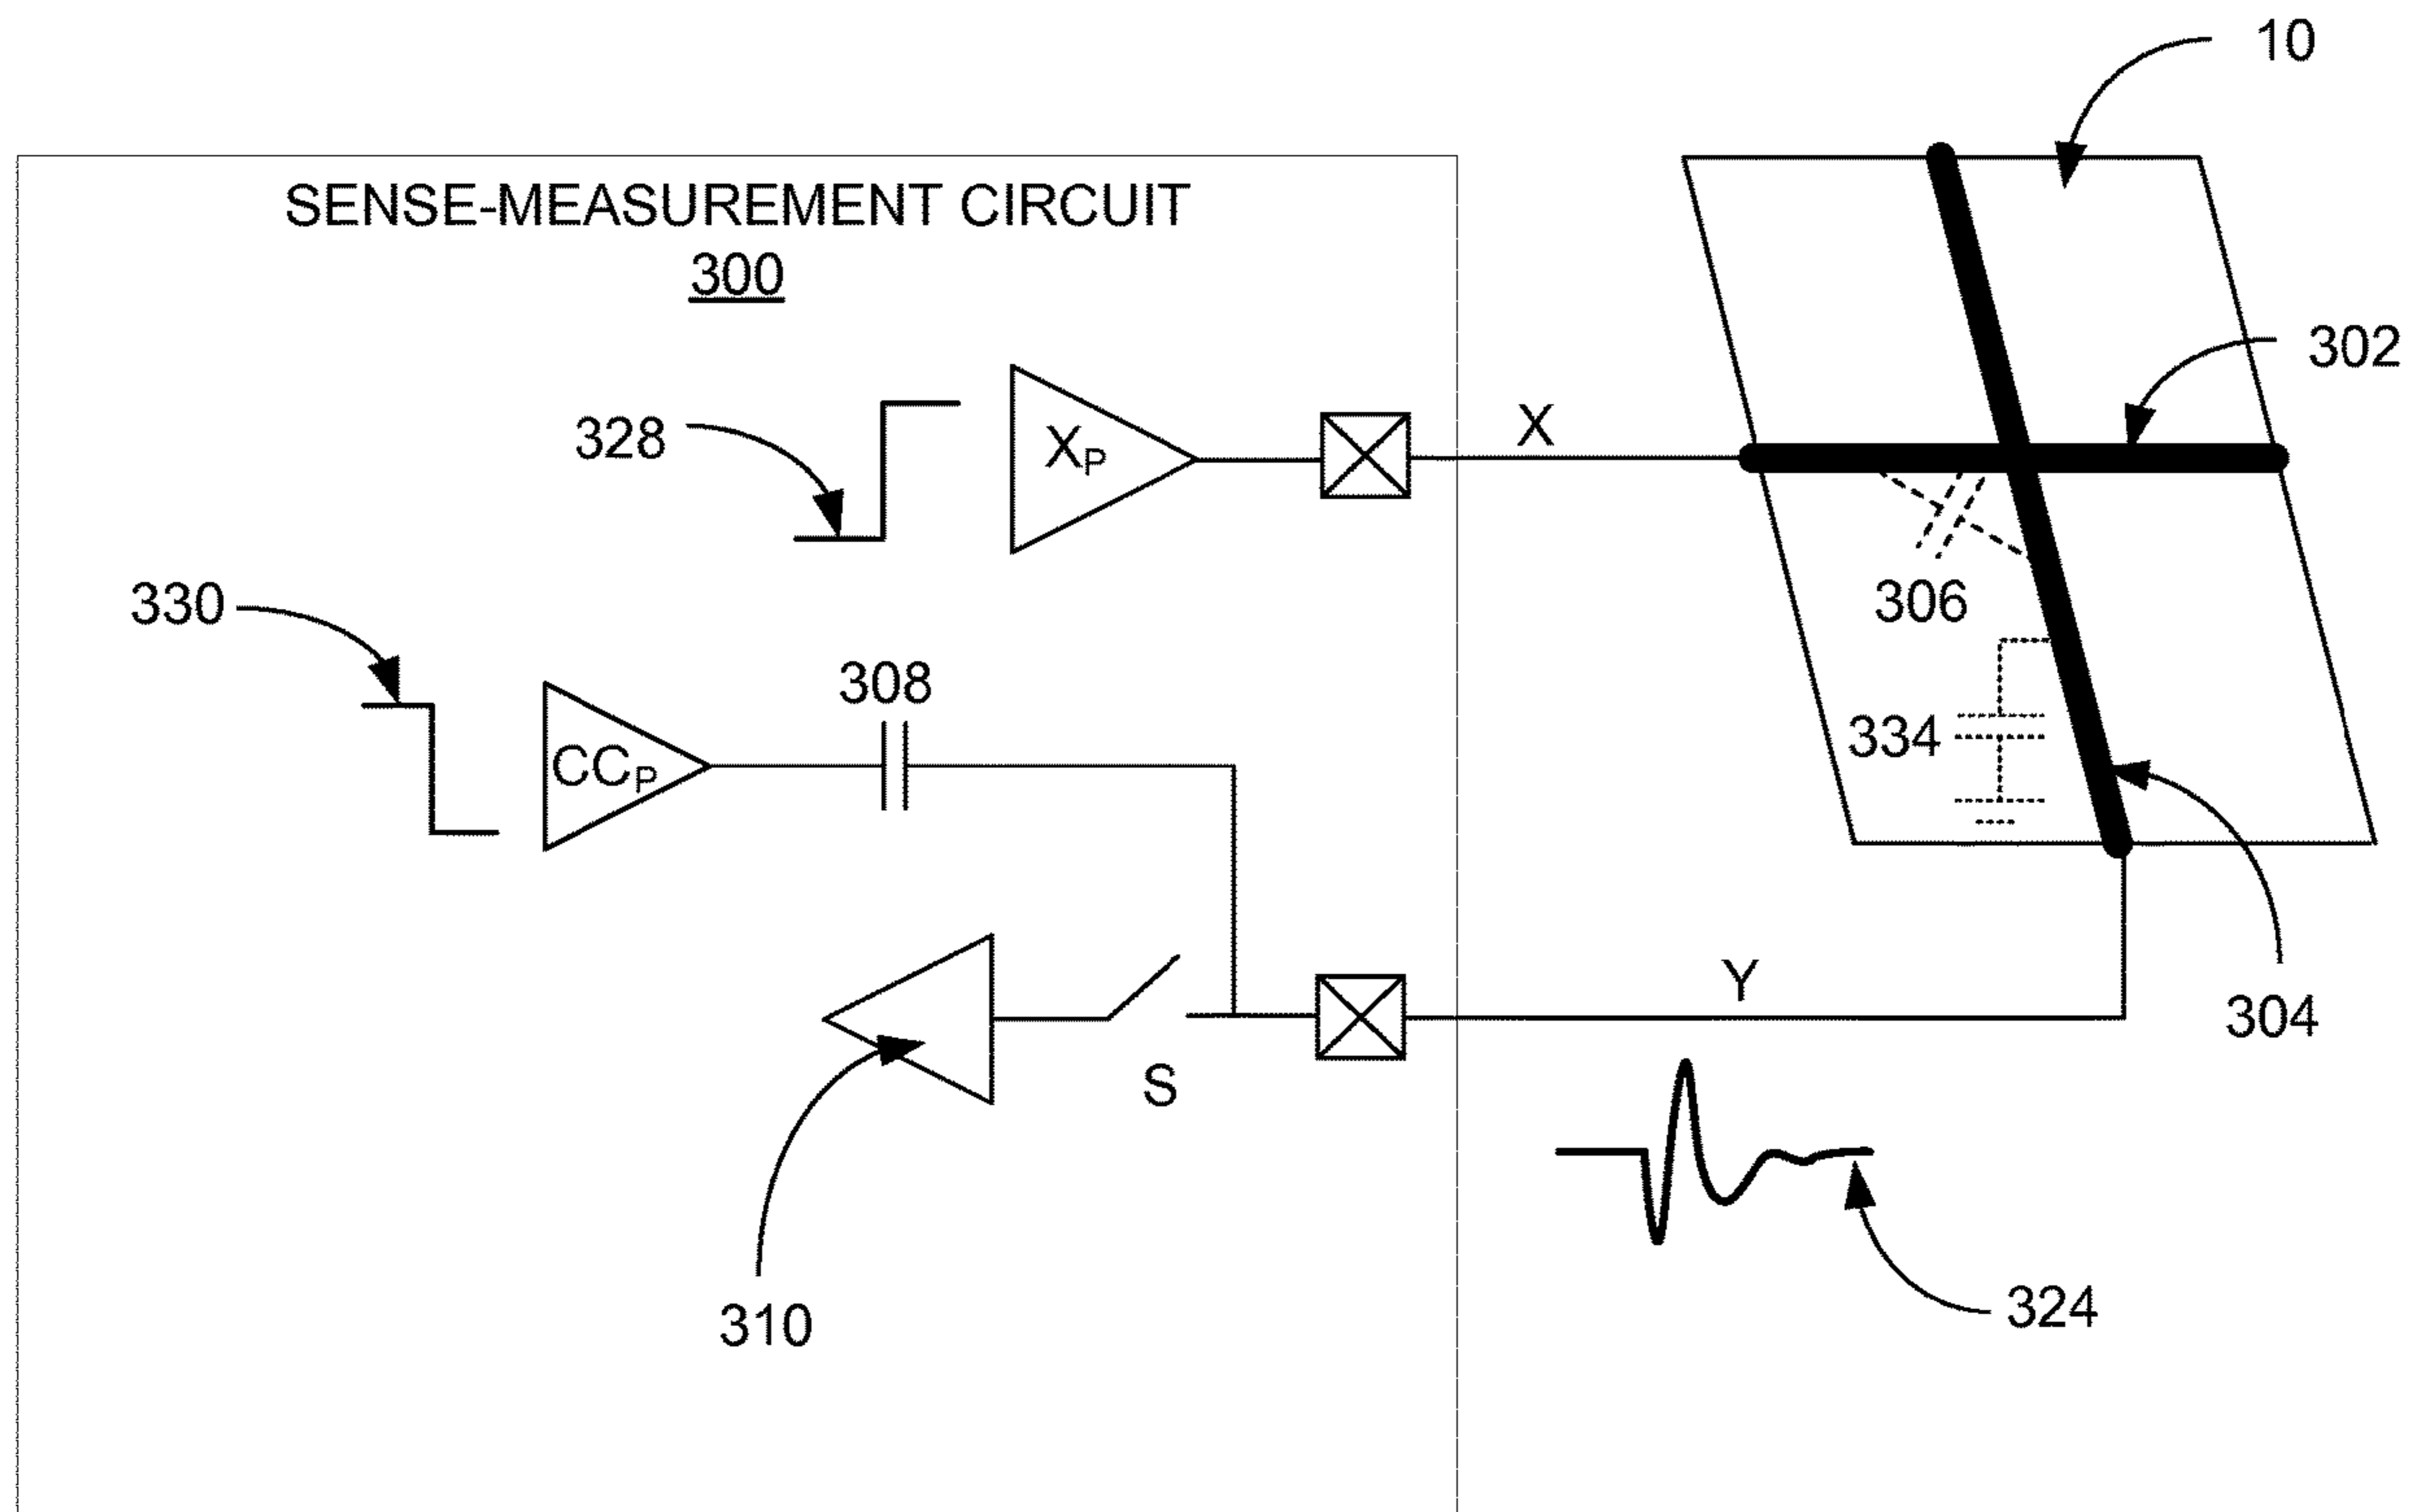 10
SENSE-MEASUREMENT CIRCUIT
300
302
X
328
XP
306
330
308
334
CCP
Y
304
S
324
310